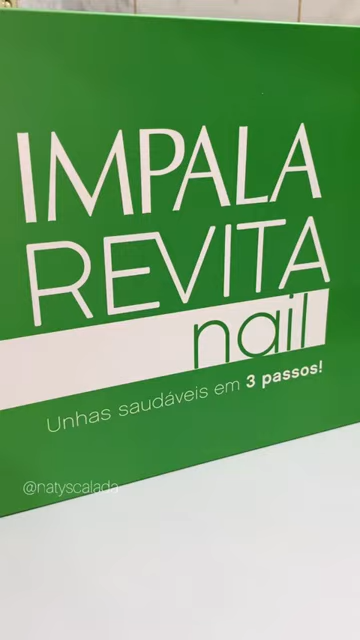 IMPALA
REVITA
nail
Unhas saudáveis em 3 passos!
@natyscalada